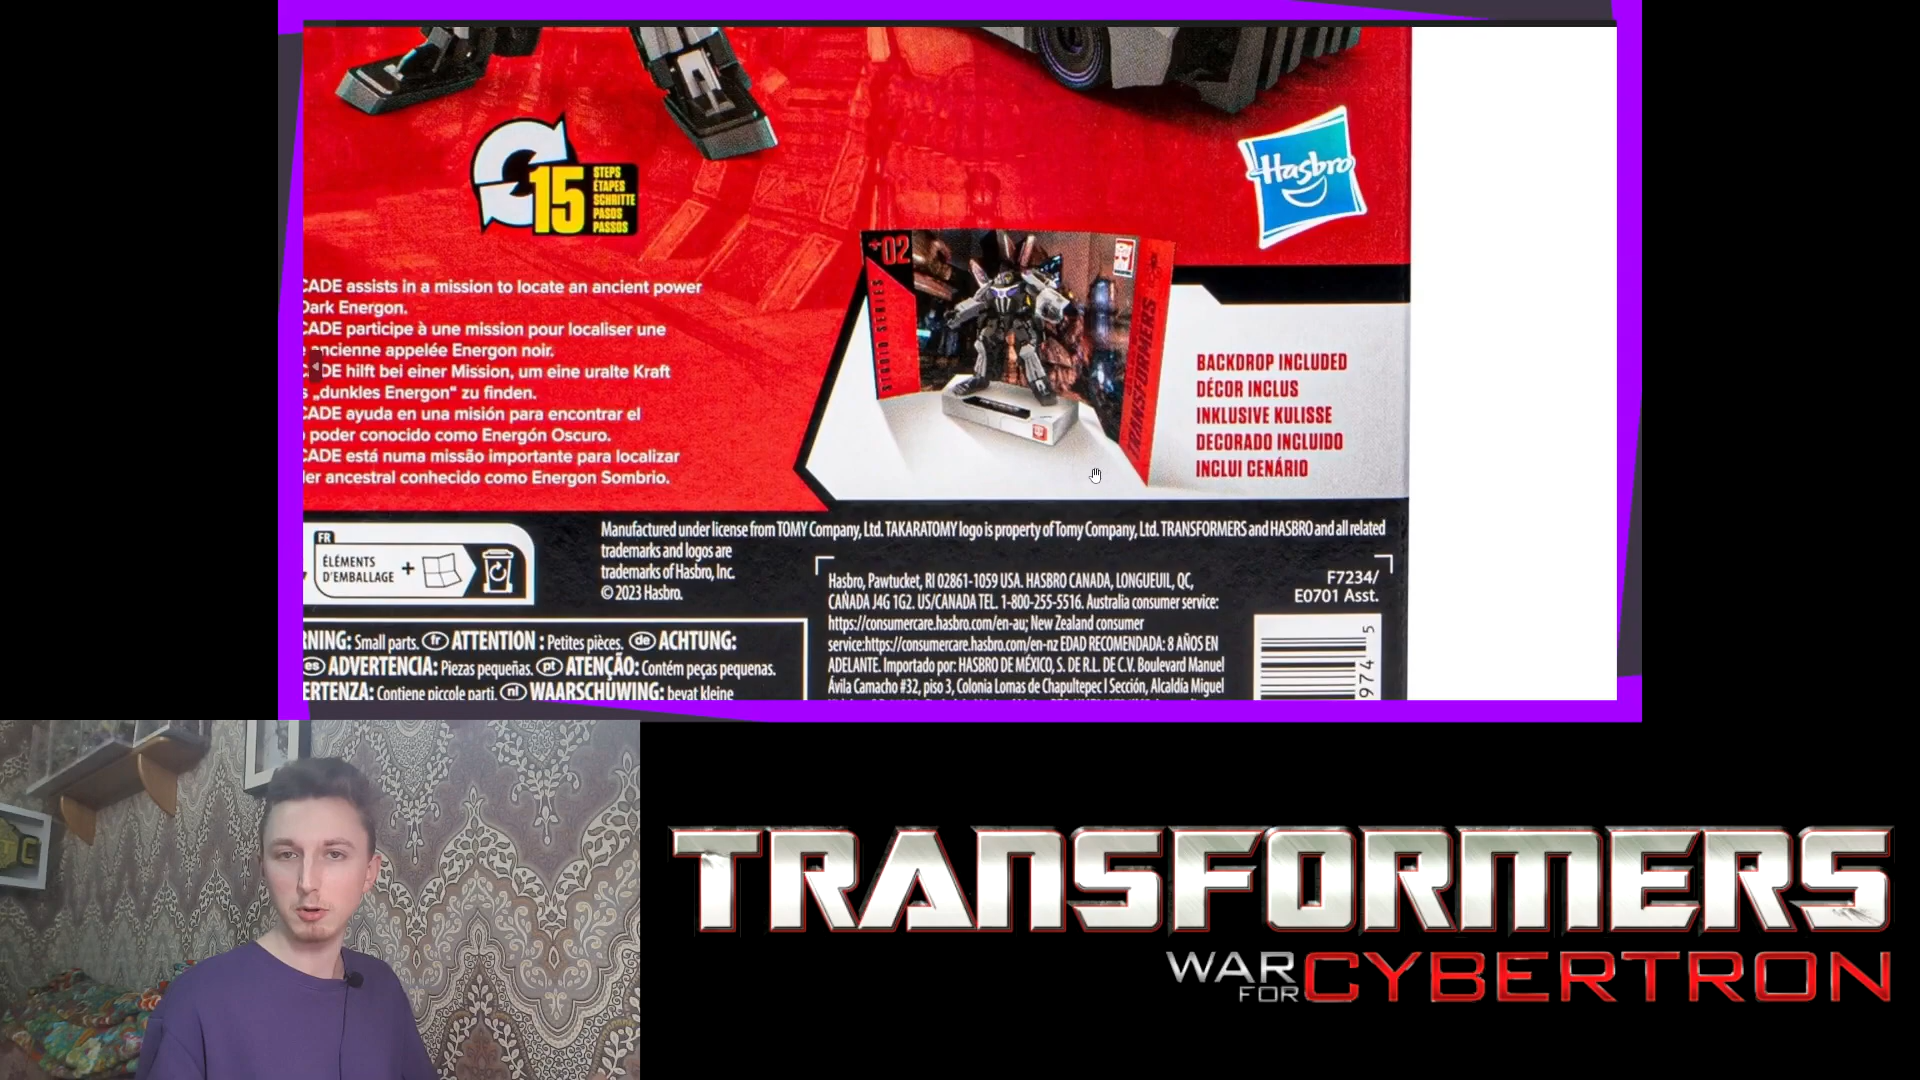 15
STEPS
ÉTAPES
SCHRITTE
PASOS
PASSOS
Hasbro
+02
STUDIO SERIES
TRANSFORMERS
CADE assists in a mission to locate an ancient power
Dark Energon.
CADE participe à une mission pour localiser une
e ancienne appelée Energon noir.
DE hilft bei einer Mission, um eine uralte Kraft
s „dunkles Energon“ zu finden.
CADE ayuda en una misión para encontrar el
poder conocido como Energón Oscuro.
CADE está numa missão importante para localizar
er ancestral conhecido como Energon Sombrio.
BACKDROP INCLUDED
DÉCOR INCLUS
INKLUSIVE KULISSE
DECORADO INCLUIDO
INCLUI CENÁRIO
FR
ÉLÉMENTS
D'EMBALLAGE
+
Manufactured under license from TOMY Company, Ltd. TAKARATOMY logo is property of Tomy Company, Ltd. TRANSFORMERS and HASBRO and all related
trademarks and logos are
trademarks of Hasbro, Inc.
© 2023 Hasbro.
Hasbro, Pawtucket, RI 02861-1059 USA. HASBRO CANADA, LONGUEUIL, QC,
CANADA J4G 1G2. US/CANADA TEL. 1-800-255-5516. Australia consumer service:
https://consumercare.hasbro.com/en-au; New Zealand consumer
service:https://consumercare.hasbro.com/en-nz EDAD RECOMENDADA: 8 AÑOS EN
ADELANTE. Importado por: HASBRO DE MÉXICO, S. DE R.L. DE C.V. Boulevard Manuel
Ávila Camacho #32, piso 3, Colonia Lomas de Chapultepec I Sección, Alcaldía Miguel
F7234/
E0701 Asst.
974 5
RNING: Small parts. fr ATTENTION : Petites pièces. de ACHTUNG:
es ADVERTENCIA: Piezas pequeñas. pt ATENÇÃO: Contém peças pequenas.
ERTENZA: Contiene piccole parti. nl WAARSCHUWING: bevat kleine
TRANSFORMERS
WAR FOR CYBERTRON